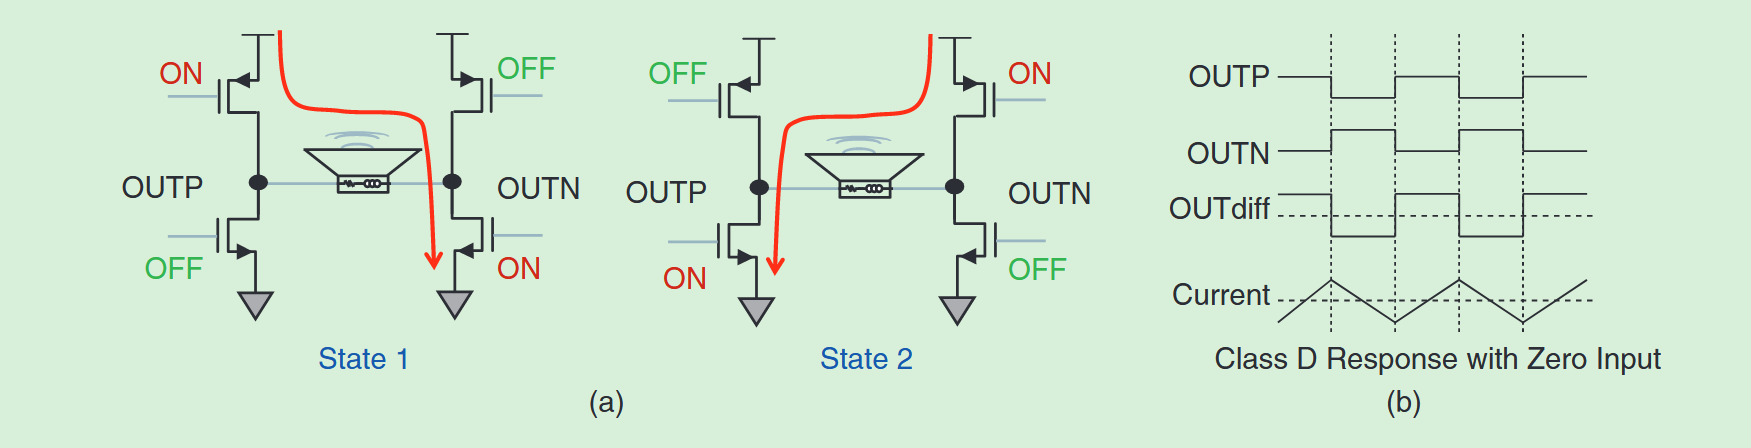 ON
OFF
OUTP
OUTN
OFF
ON
State 1
OFF
ON
OUTP
OUTN
ON
OFF
State 2
(a)
OUTP
OUTN
OUTdiff
Current
Class D Response with Zero Input
(b)